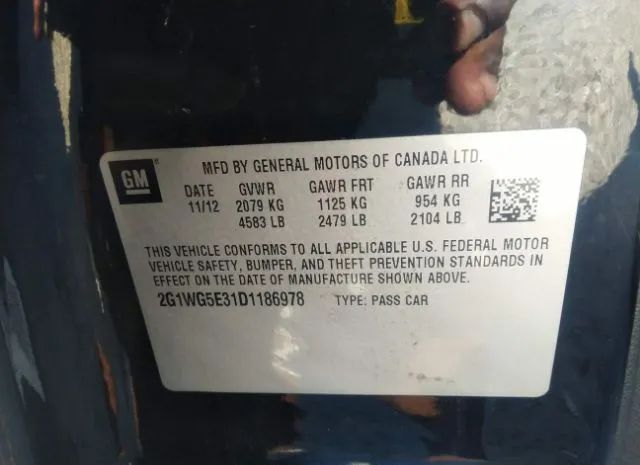 GM
MFD BY GENERAL MOTORS OF CANADA LTD.
DATE GVWR GAWR FRT GAWR RR
11/12 2079 KG 1125 KG 954 KG
4583 LB 2479 LB 2104 LB
THIS VEHICLE CONFORMS TO ALL APPLICABLE U.S. FEDERAL MOTOR
VEHICLE SAFETY, BUMPER, AND THEFT PREVENTION STANDARDS IN
EFFECT ON THE DATE OF MANUFACTURE SHOWN ABOVE.
2G1WG5E31D1186978 TYPE: PASS CAR